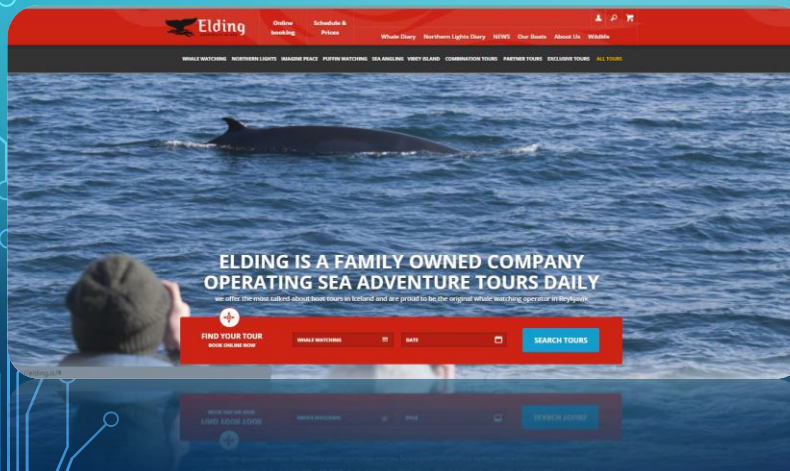 Elding
Online booking
Schedule & Prices
Whale Diary Northern Lights Diary NEWS Our Boats About Us Wildlife
WHALE WATCHING NORTHERN LIGHTS IMAGINE PEACE PUFFIN WATCHING SEA ANGLING VIÐEY ISLAND COMBINATION TOURS PARTNER TOURS EXCLUSIVE TOURS ALL TOURS
ELDING IS A FAMILY OWNED COMPANY
OPERATING SEA ADVENTURE TOURS DAILY
we offer the most talked about boat tours in Iceland and are proud to be the original whale watching operator in Reykjavik
FIND YOUR TOUR
BOOK ONLINE NOW
WHALE WATCHING
DATE
SEARCH TOURS
elding.is/#